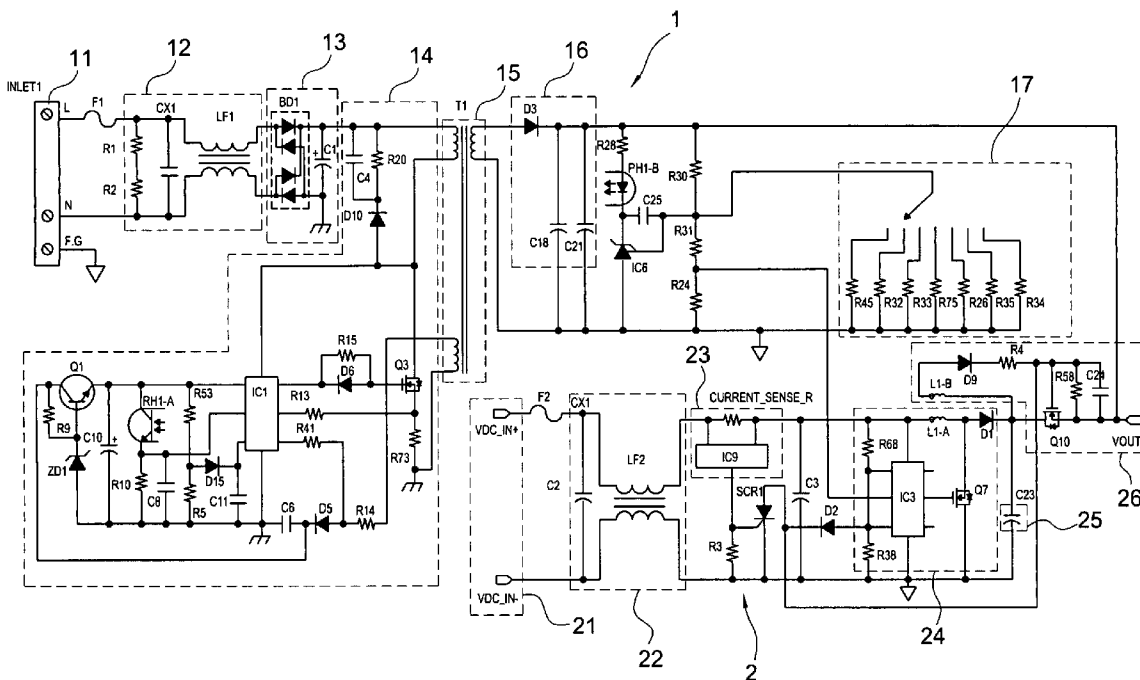 1
11
12
13
14
15
16
17
INLET1
L
F1
CX1
LF1
BD1
T1
D3
R1
R2
C1
+
C4
R20
D10
N
F.G
R28
PH1-B
C25
R30
R31
R24
IC6
C18
C21
R45
R32
R33
R75
R26
R35
R34
Q1
R9
ZD1
C10
+
RH1-A
R10
C8
R53
D15
R5
C11
IC1
R15
D6
Q3
R13
R41
R73
C6
D5
R14
23
F2
VDC_IN+
CX1
C2
LF2
CURRENT_SENSE_R
IC9
SCR1
R3
C3
D2
R68
R38
IC3
Q7
L1-A
D1
L1-B
D9
R4
R58
C24
Q10
VOUT
C23
VDC_IN-
21
22
2
24
25
26